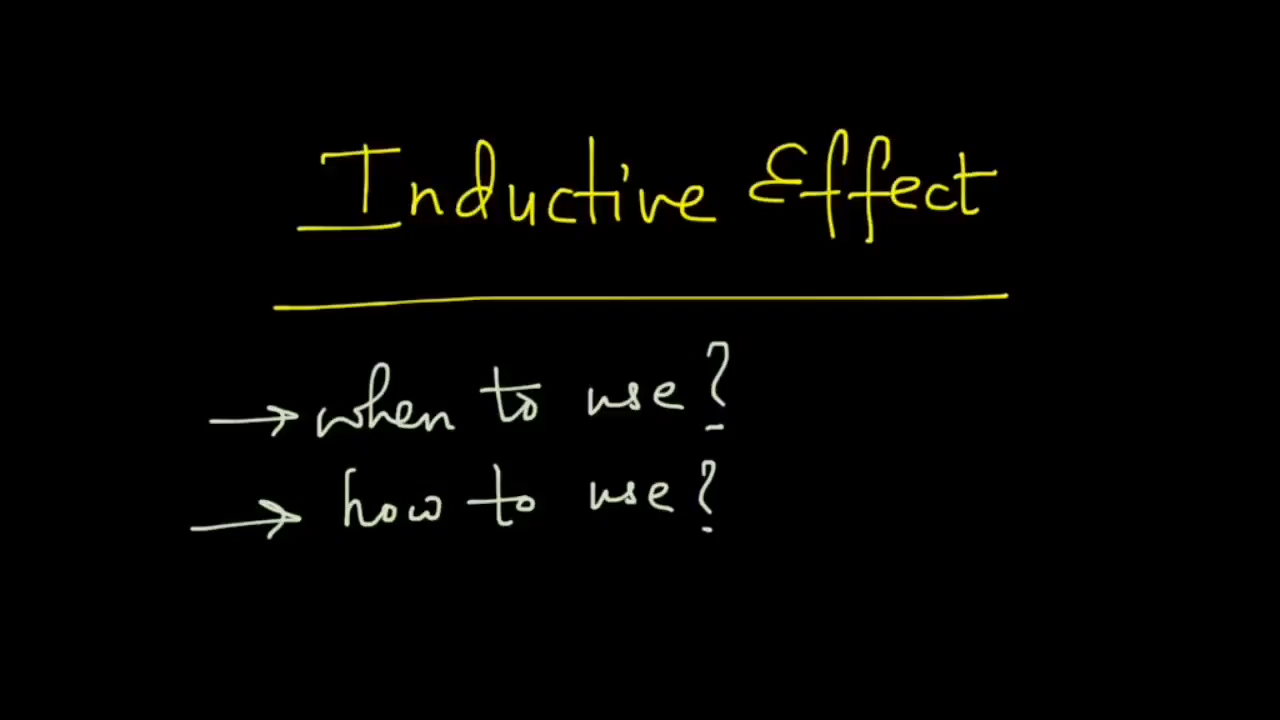 Inductive Effect
→ when to use?
→ how to use?